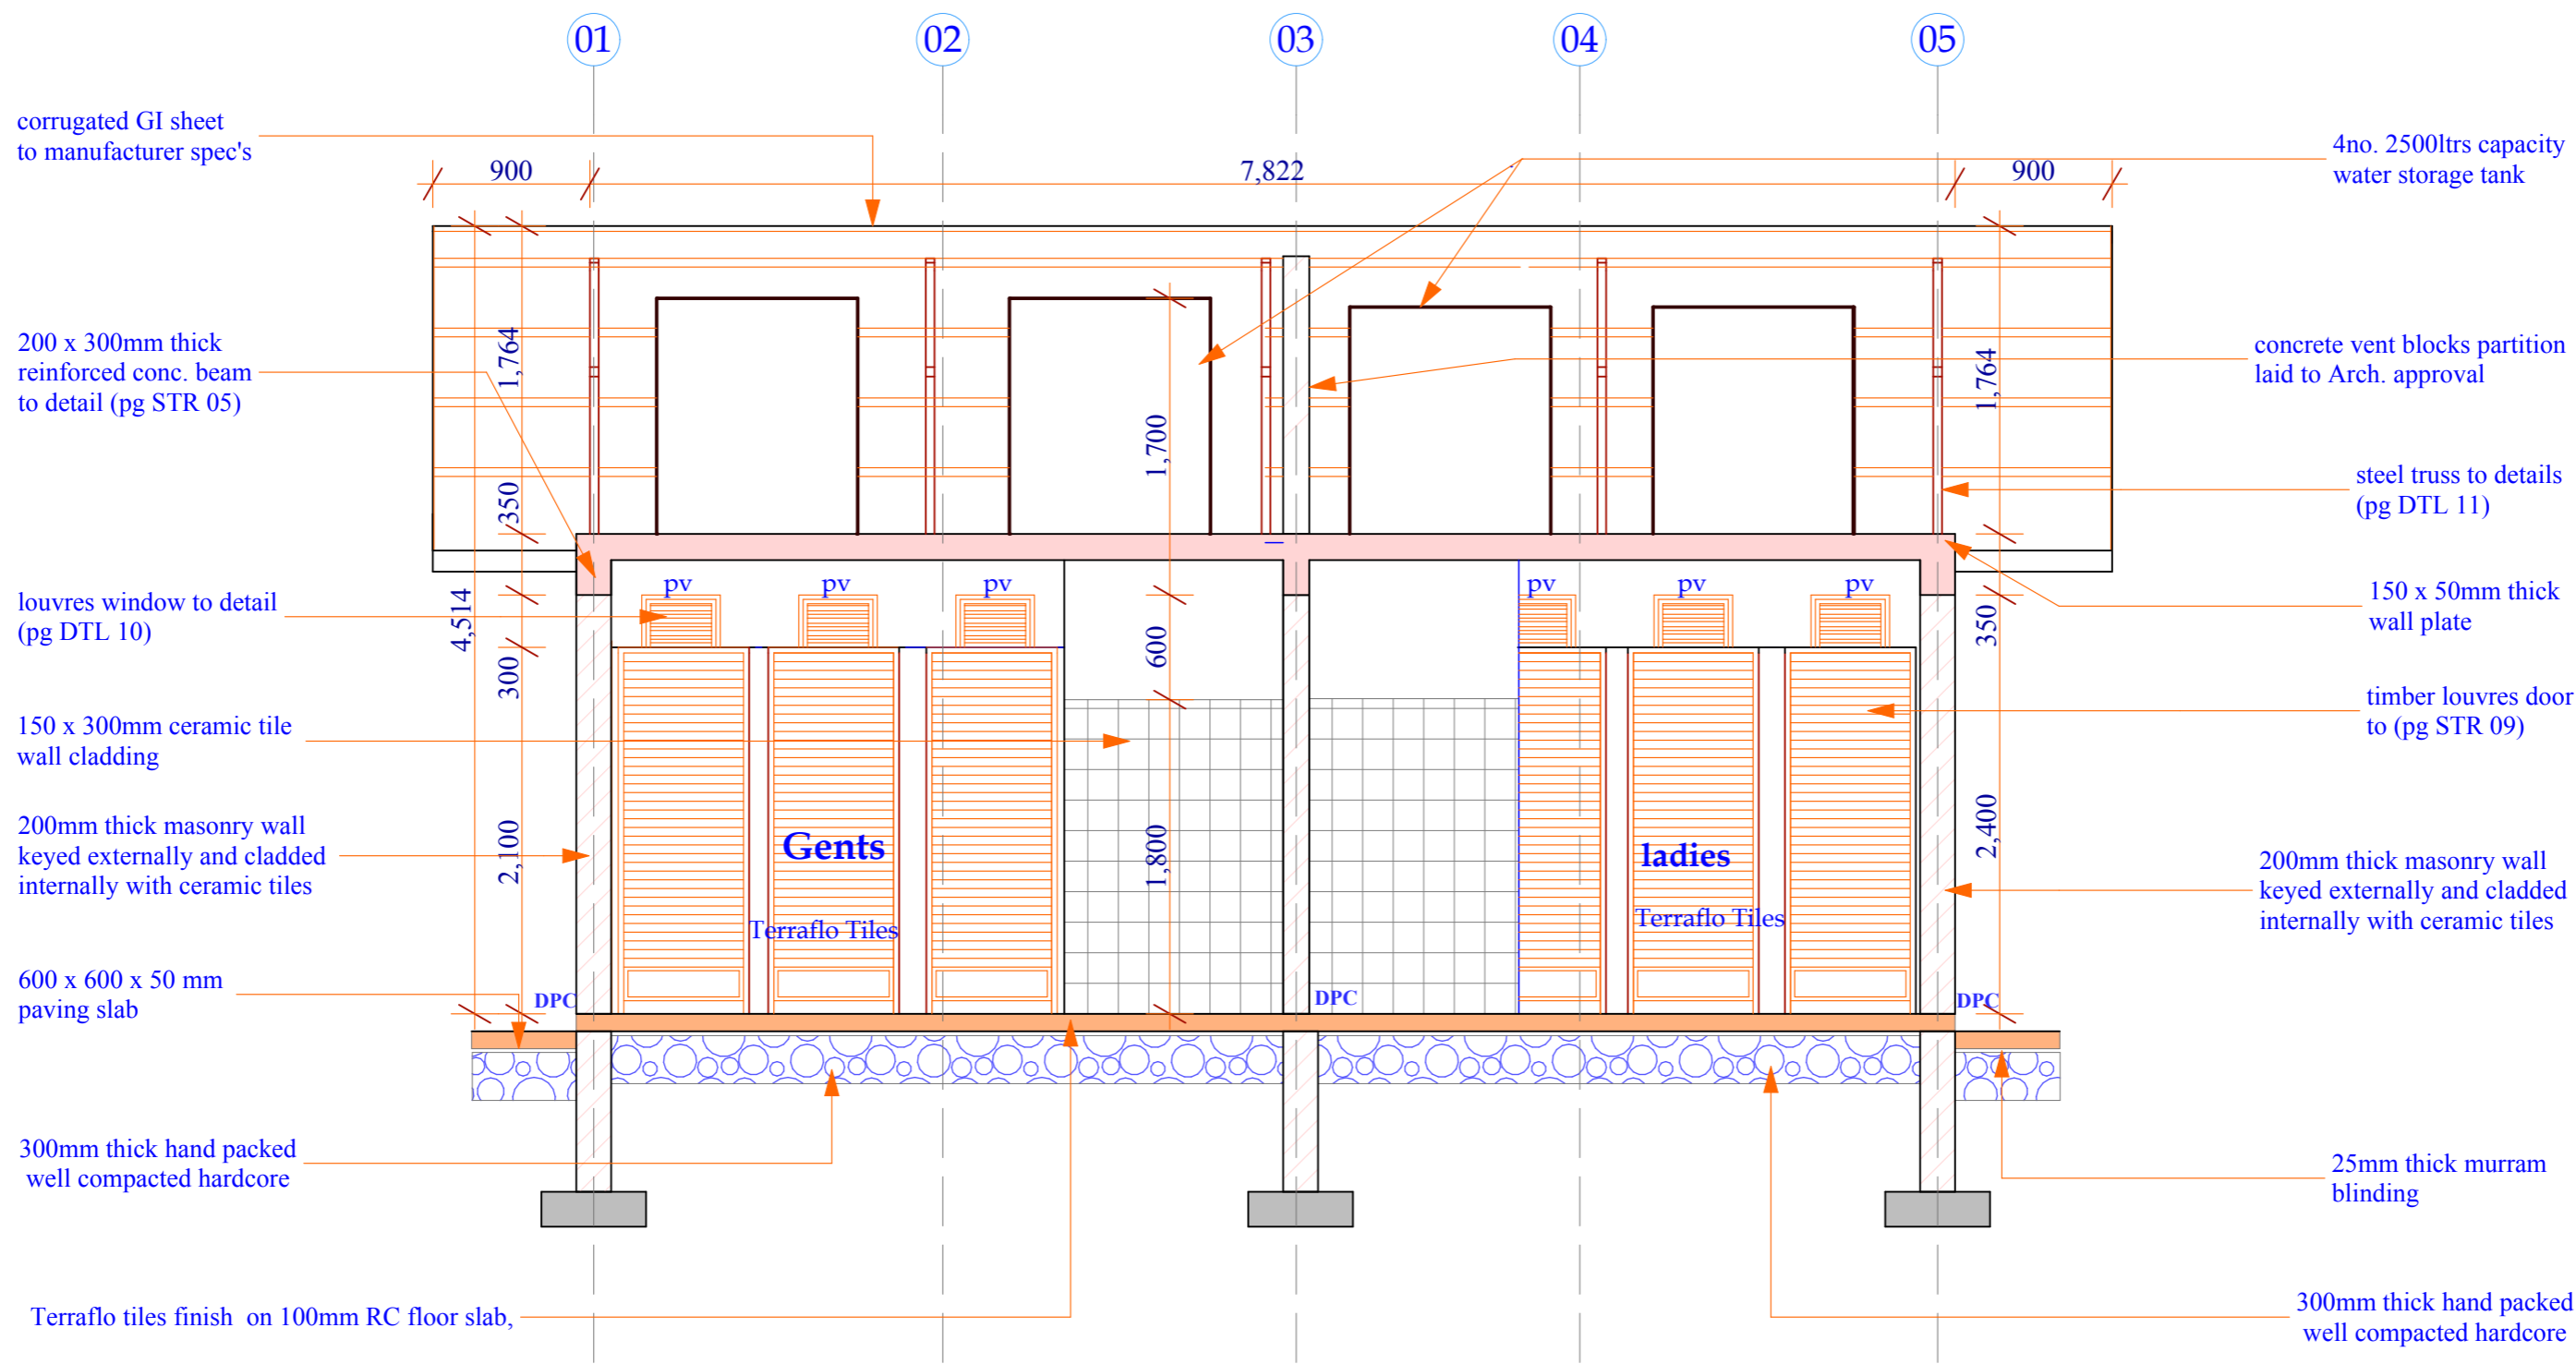 01
02
03
04
05
corrugated GI sheet
to manufacturer spec's
900
7,822
900
4no. 2500ltrs capacity
water storage tank
200 x 300mm thick
reinforced conc. beam
to detail (pg STR 05)
1,764
1,764
concrete vent blocks partition
laid to Arch. approval
1,700
350
steel truss to details
(pg DTL 11)
pv
pv
pv
pv
pv
pv
louvres window to detail
(pg DTL 10)
4,514
300
600
350
150 x 50mm thick
wall plate
150 x 300mm ceramic tile
wall cladding
timber louvres door
to (pg STR 09)
200mm thick masonry wall
keyed externally and cladded
internally with ceramic tiles
2,100
Gents
1,800
ladies
2,400
200mm thick masonry wall
keyed externally and cladded
internally with ceramic tiles
Terraflo Tiles
Terraflo Tiles
600 x 600 x 50 mm
paving slab
DPC
DPC
DPC
300mm thick hand packed
well compacted hardcore
25mm thick murram
blinding
Terraflo tiles finish on 100mm RC floor slab,
300mm thick hand packed
well compacted hardcore